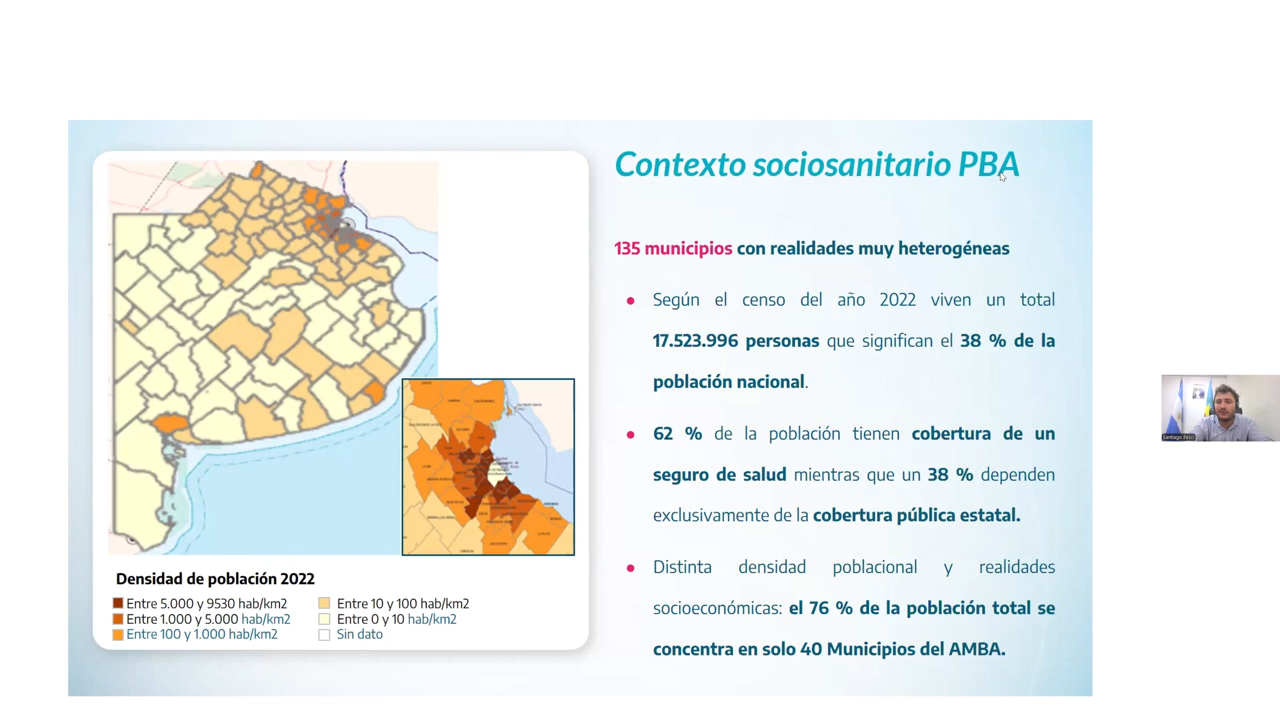 Contexto sociosanitario PBA
135 municipios con realidades muy heterogéneas
Según el censo del año 2022 viven un total
17.523.996 personas que significan el 38 % de la
población nacional.
62 % de la población tienen cobertura de un
seguro de salud mientras que un 38 % dependen
exclusivamente de la cobertura pública estatal.
Distinta densidad poblacional y realidades
socioeconómicas: el 76 % de la población total se
concentra en solo 40 Municipios del AMBA.
Densidad de población 2022
Entre 5.000 y 9530 hab/km2
Entre 1.000 y 5.000 hab/km2
Entre 100 y 1.000 hab/km2
Entre 10 y 100 hab/km2
Entre 0 y 10 hab/km2
Sin dato